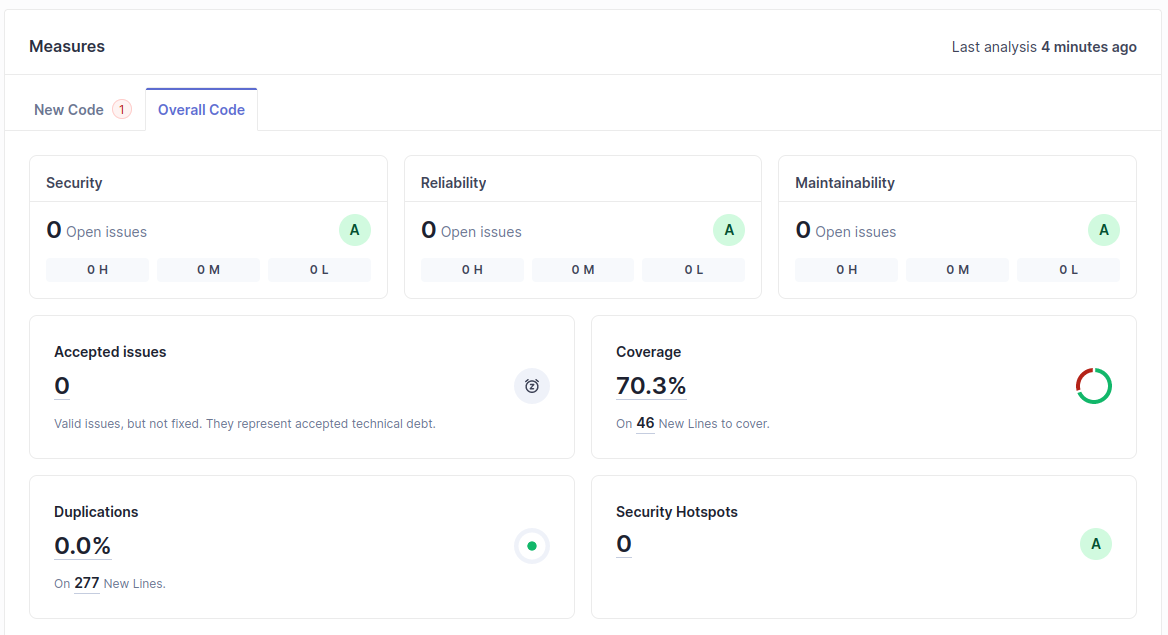 Measures
Last analysis 4 minutes ago
New Code 1
Overall Code
Security
0 Open issues
A
0 H
0 M
0 L
Reliability
0 Open issues
A
0 H
0 M
0 L
Maintainability
0 Open issues
A
0 H
0 M
0 L
Accepted issues
0
Valid issues, but not fixed. They represent accepted technical debt.
Coverage
70.3%
On 46 New Lines to cover.
Duplications
0.0%
On 277 New Lines.
Security Hotspots
0
A